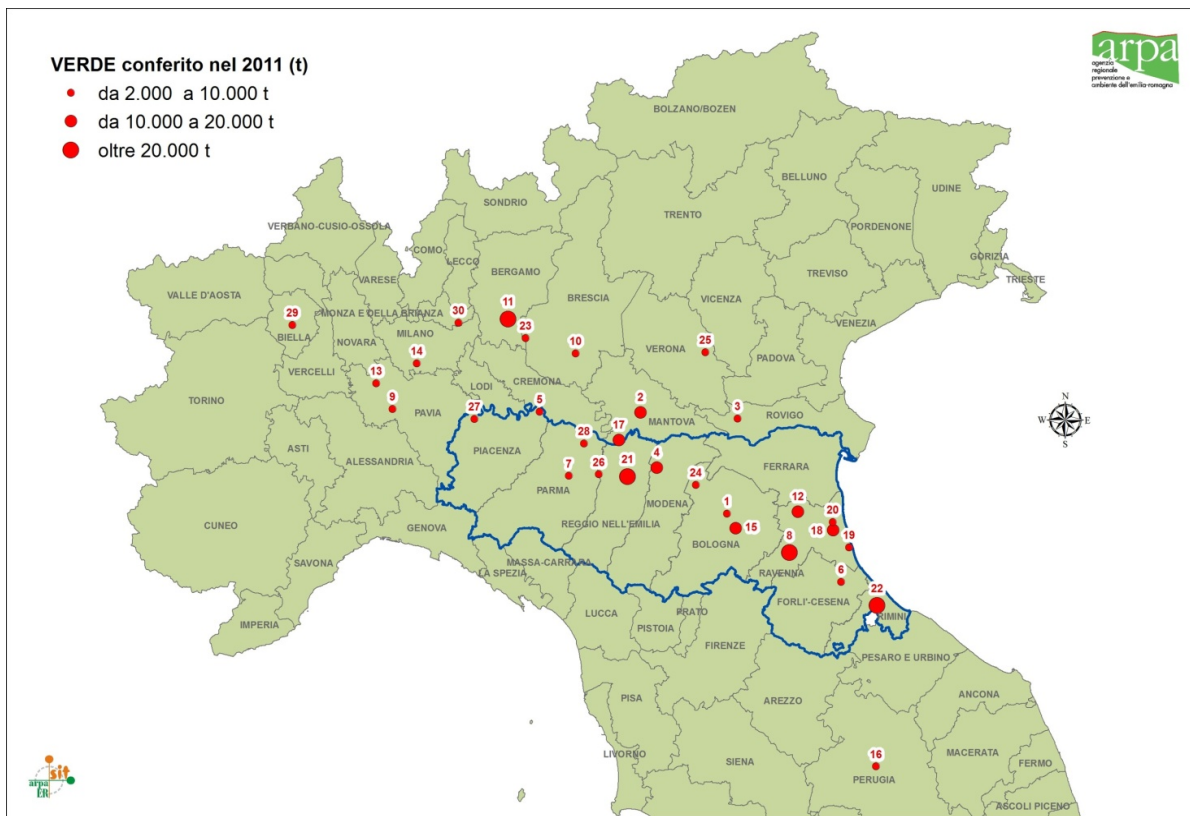 VERDE conferito nel 2011 (t)
da 2.000 a 10.000 t
da 10.000 a 20.000 t
oltre 20.000 t
arpa
agenzia
regionale
prevenzione e
ambiente dell'emilia-romagna
BOLZANO/BOZEN
BELLUNO
UDINE
SONDRIO
TRENTO
PORDENONE
VERBANO-CUSIO-OSSOLA
COMO
LECCO
GORIZIA
BERGAMO
TREVISO
TRIESTE
VARESE
VALLE D'AOSTA
BRESCIA
VICENZA
11
29
MONZA E DELLA BRIANZA
30
VENEZIA
MILANO
23
BIELLA
NOVARA
10
25
VERONA
14
PADOVA
VERCELLI
13
LODI
CREMONA
TORINO
9
PAVIA
27
5
2
MANTOVA
3
ROVIGO
17
28
ASTI
PIACENZA
4
ALESSANDRIA
7
26
21
24
FERRARA
PARMA
MODENA
12
1
20
CUNEO
GENOVA
REGGIO NELL'EMILIA
15
18
19
BOLOGNA
8
SAVONA
MASSA-CARRARA
LA SPEZIA
RAVENNA
6
22
FORLI'-CESENA
LUCCA
PRATO
RIMINI
IMPERIA
PISTOIA
FIRENZE
PESARO E URBINO
PISA
AREZZO
ANCONA
LIVORNO
SIENA
16
MACERATA
PERUGIA
FERMO
ASCOLI PICENO
N
W
E
S
sit
arpa
ER